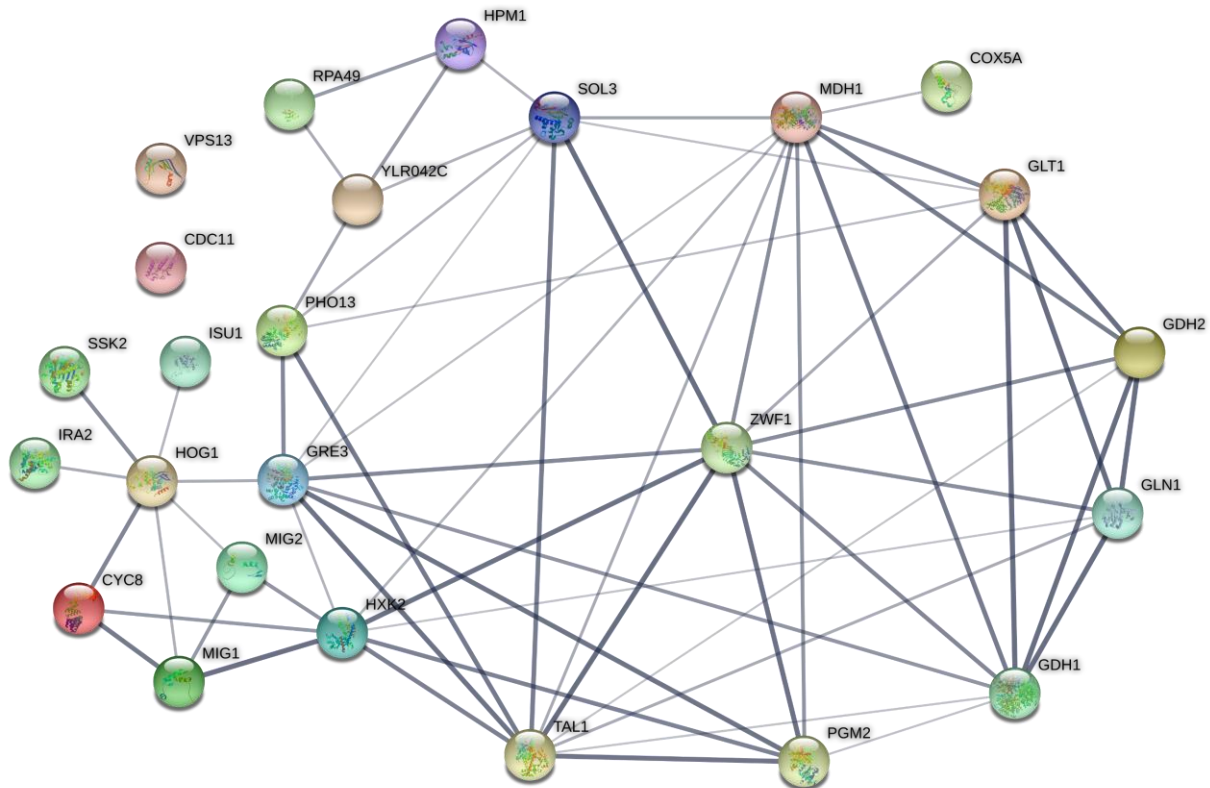 HPM1
COX5A
RPA49
SOL3
MDH1
VPS13
YLR042C
GLT1
CDC11
PHO13
GDH2
ISU1
SSK2
ZWF1
IRA2
HOG1
GRE3
GLN1
MIG2
CYC8
HXK2
MIG1
GDH1
TAL1
PGM2